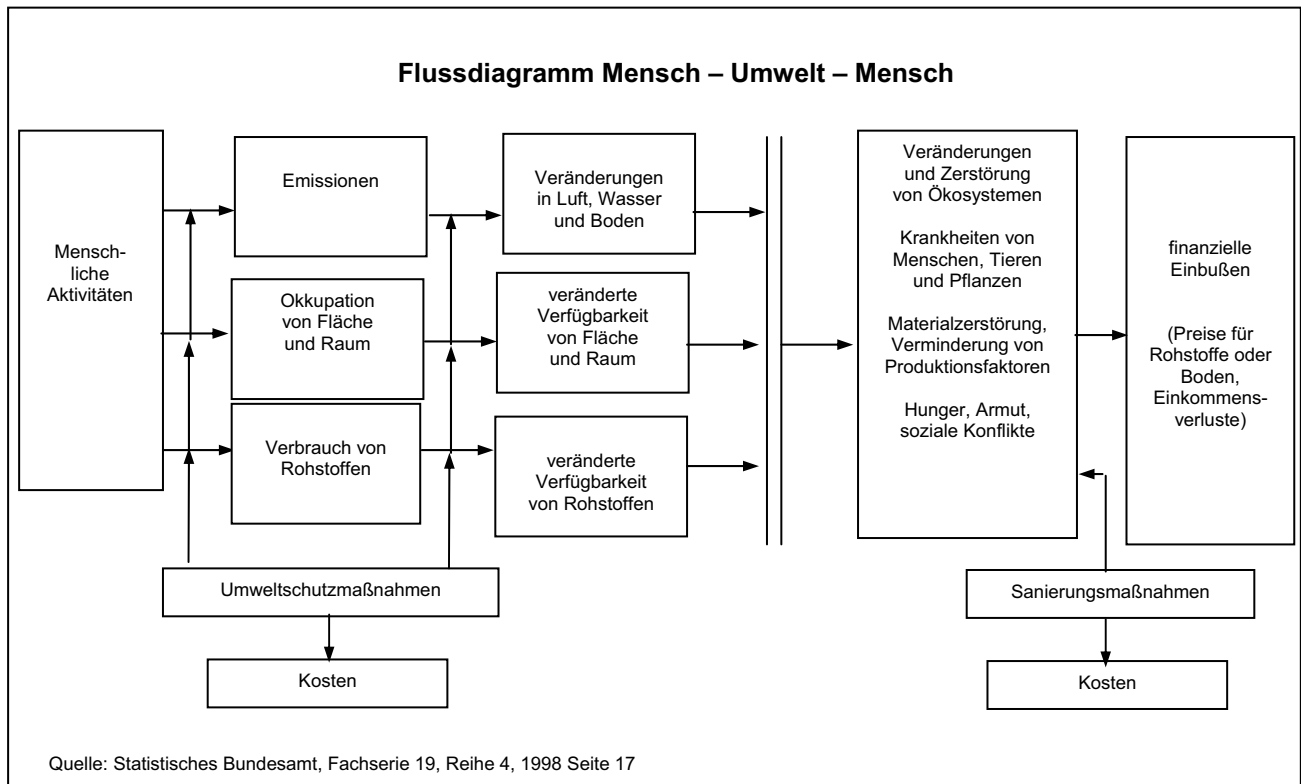 Flussdiagramm Mensch – Umwelt – Mensch
Mensch-
liche
Aktivitäten
Emissionen
Okkupation
von Fläche
und Raum
Verbrauch von
Rohstoffen
Veränderungen
in Luft, Wasser
und Boden
veränderte
Verfügbarkeit
von Fläche
und Raum
veränderte
Verfügbarkeit
von Rohstoffen
Veränderungen
und Zerstörung
von Ökosystemen
Krankheiten von
Menschen, Tieren
und Pflanzen
Materialzerstörung,
Verminderung von
Produktionsfaktoren
Hunger, Armut,
soziale Konflikte
finanzielle
Einbußen
(Preise für
Rohstoffe oder
Boden,
Einkommens-
verluste)
Umweltschutzmaßnahmen
Kosten
Sanierungsmaßnahmen
Kosten
Quelle: Statistisches Bundesamt, Fachserie 19, Reihe 4, 1998 Seite 17